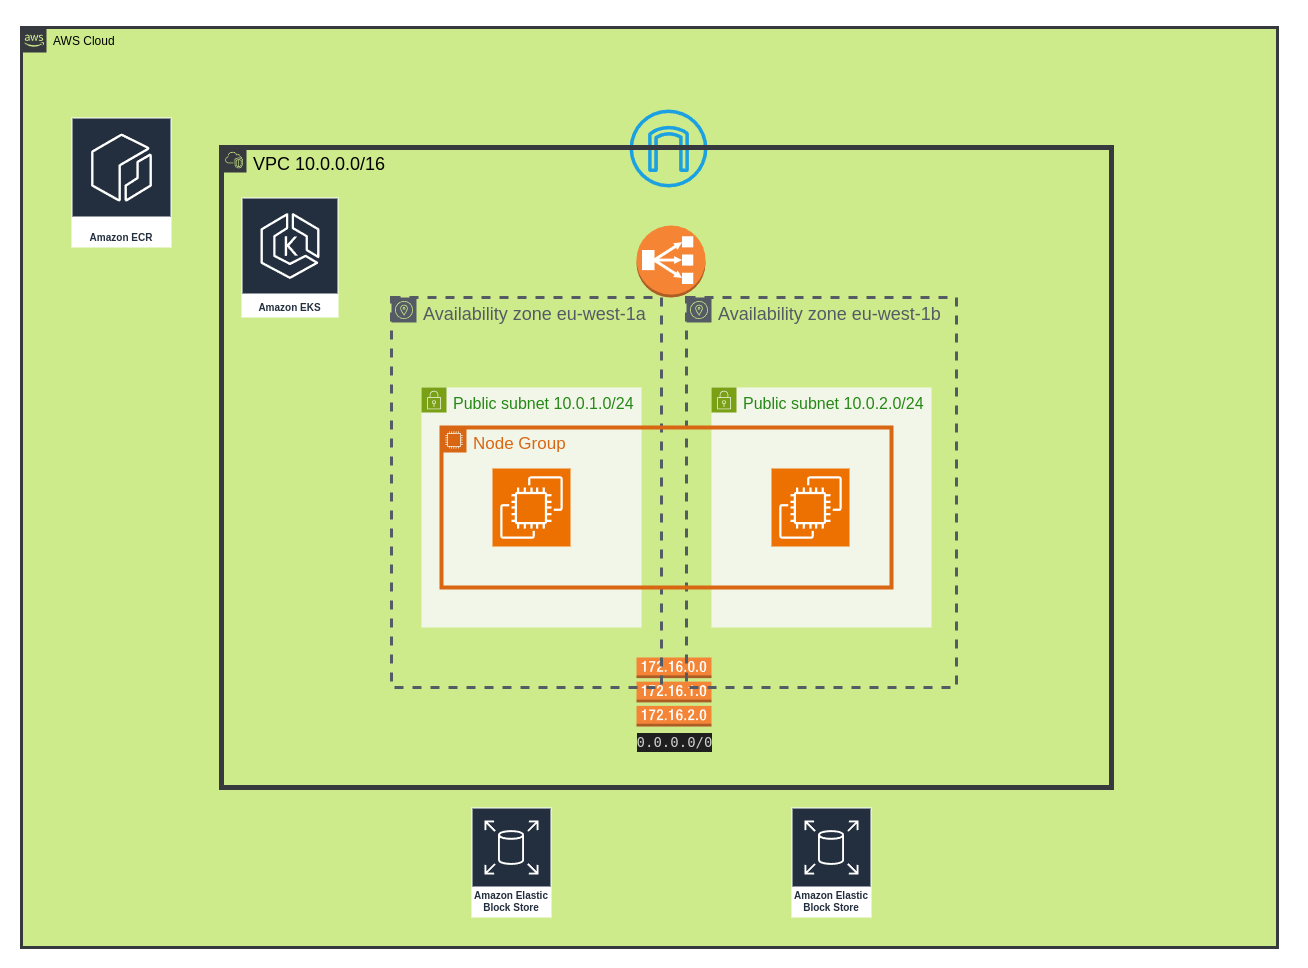 aws
AWS Cloud
Amazon ECR
VPC 10.0.0.0/16
K
Amazon EKS
Availability zone eu-west-1a
Availability zone eu-west-1b
Public subnet 10.0.1.0/24
Public subnet 10.0.2.0/24
Node Group
172.16.0.0
172.16.1.0
172.16.2.0
0.0.0.0/0
Amazon Elastic
Block Store
Amazon Elastic
Block Store